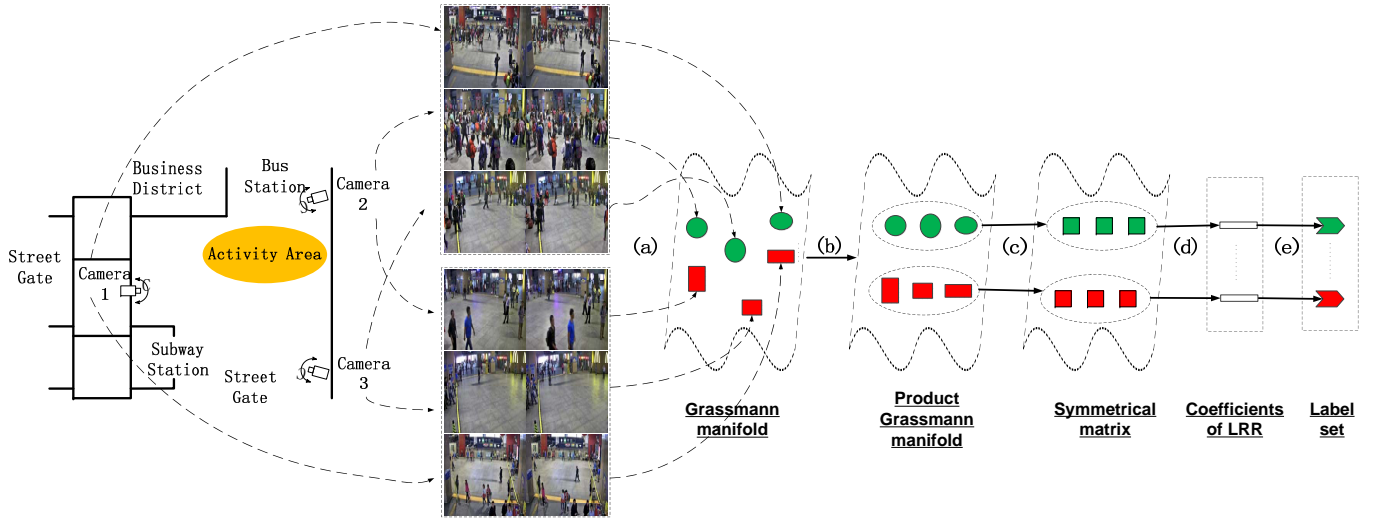 Business
District
Bus
Station
Camera
2
Activity Area
Street
Gate
Camera
1
Subway
Station
Street
Gate
Camera
3
(a)
(b)
(c)
(d)
(e)
Grassmann
manifold
Product
Grassmann
manifold
Symmetrical
matrix
Coefficients
of LRR
Label
set